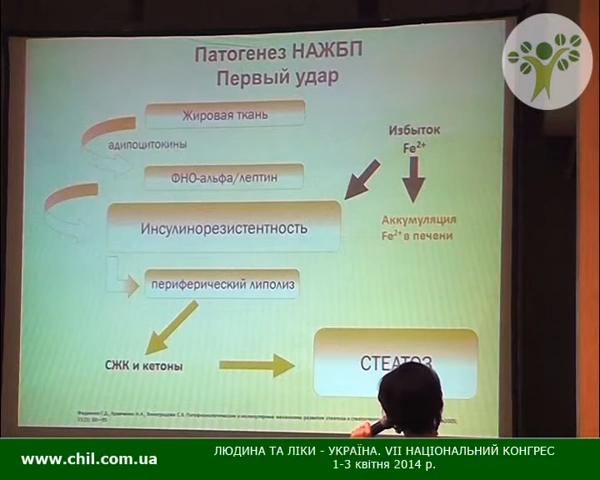 Патогенез НАЖБП
Первый удар
Жировая ткань
адипоцитокины
ФНО-альфа/лептин
Избыток
Fe²⁺
Инсулинорезистентность
Аккумуляция
Fe²⁺ в печени
периферический липолиз
СЖК и кетоны
СТЕАТОЗ
www.chil.com.ua
ЛЮДИНА ТА ЛІКИ - УКРАЇНА. VII НАЦІОНАЛЬНИЙ КОНГРЕС
1-3 квітня 2014 р.